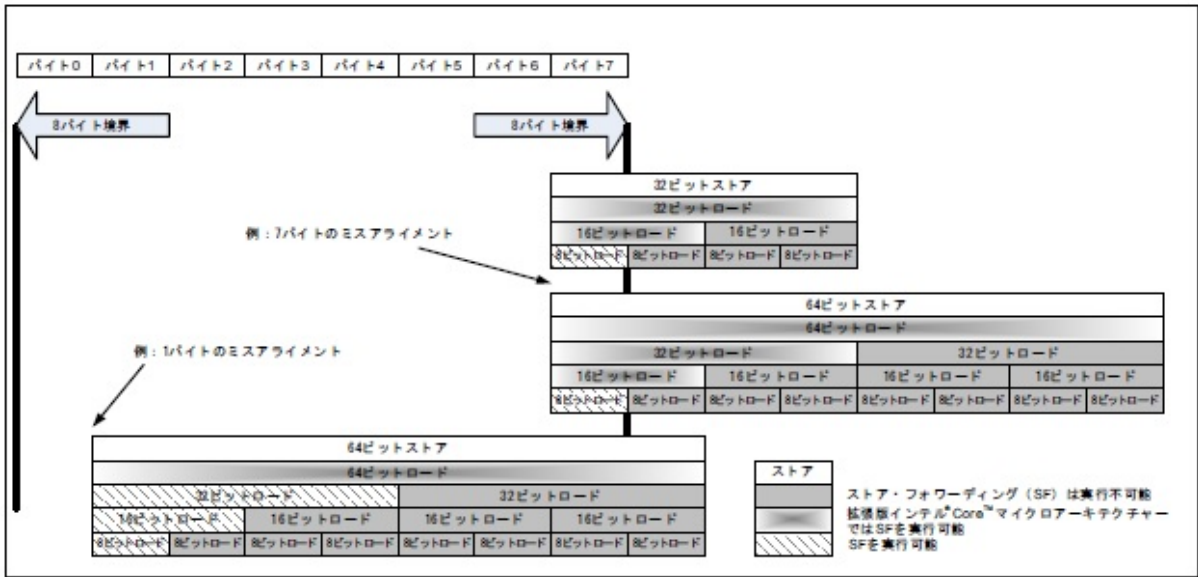 バイト0 バイト1 バイト2 バイト3 バイト4 バイト5 バイト6 バイト7
8バイト境界 8バイト境界
32ビットストア
32ビットロード
16ビットロード 16ビットロード
8ビットロード 8ビットロード 8ビットロード 8ビットロード
例：7バイトのミスアライメント
64ビットストア
64ビットロード
32ビットロード 32ビットロード
16ビットロード 16ビットロード 16ビットロード 16ビットロード
8ビットロード 8ビットロード 8ビットロード 8ビットロード 8ビットロード 8ビットロード 8ビットロード 8ビットロード
例：1バイトのミスアライメント
64ビットストア
64ビットロード
32ビットロード 32ビットロード
16ビットロード 16ビットロード 16ビットロード 16ビットロード
8ビットロード 8ビットロード 8ビットロード 8ビットロード 8ビットロード 8ビットロード 8ビットロード 8ビットロード
ストア
ストア・フォワーディング（SF）は実行不可能
拡張版インテル®Core™マイクロアーキテクチャー
ではSFを実行可能
SFを実行可能